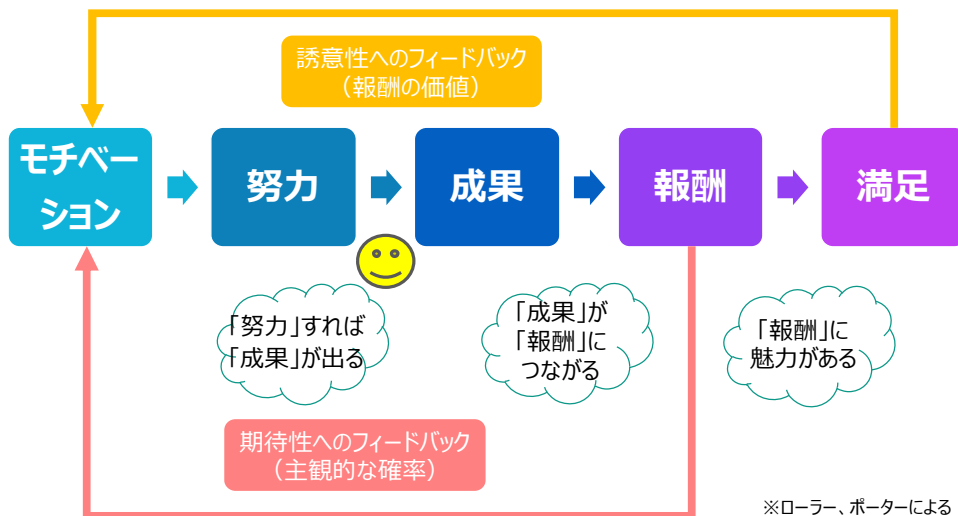 誘意性へのフィードバック
（報酬の価値）
モチベー
ション
努力
成果
報酬
満足
「努力」すれば
「成果」が出る
「成果」が
「報酬」に
つながる
「報酬」に
魅力がある
期待性へのフィードバック
（主観的な確率）
※ローラー、ポーターによる